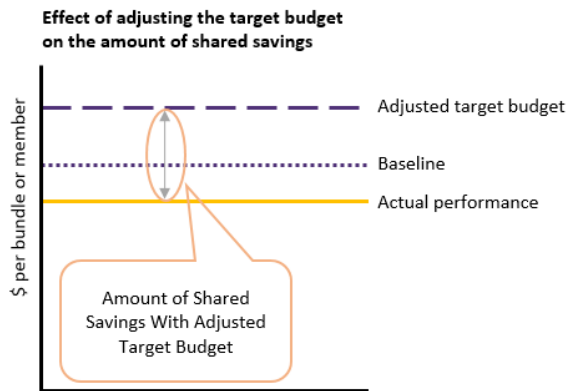 Effect of adjusting the target budget
on the amount of shared savings
$ per bundle or member
Adjusted target budget
Baseline
Actual performance
Amount of Shared
Savings With Adjusted
Target Budget